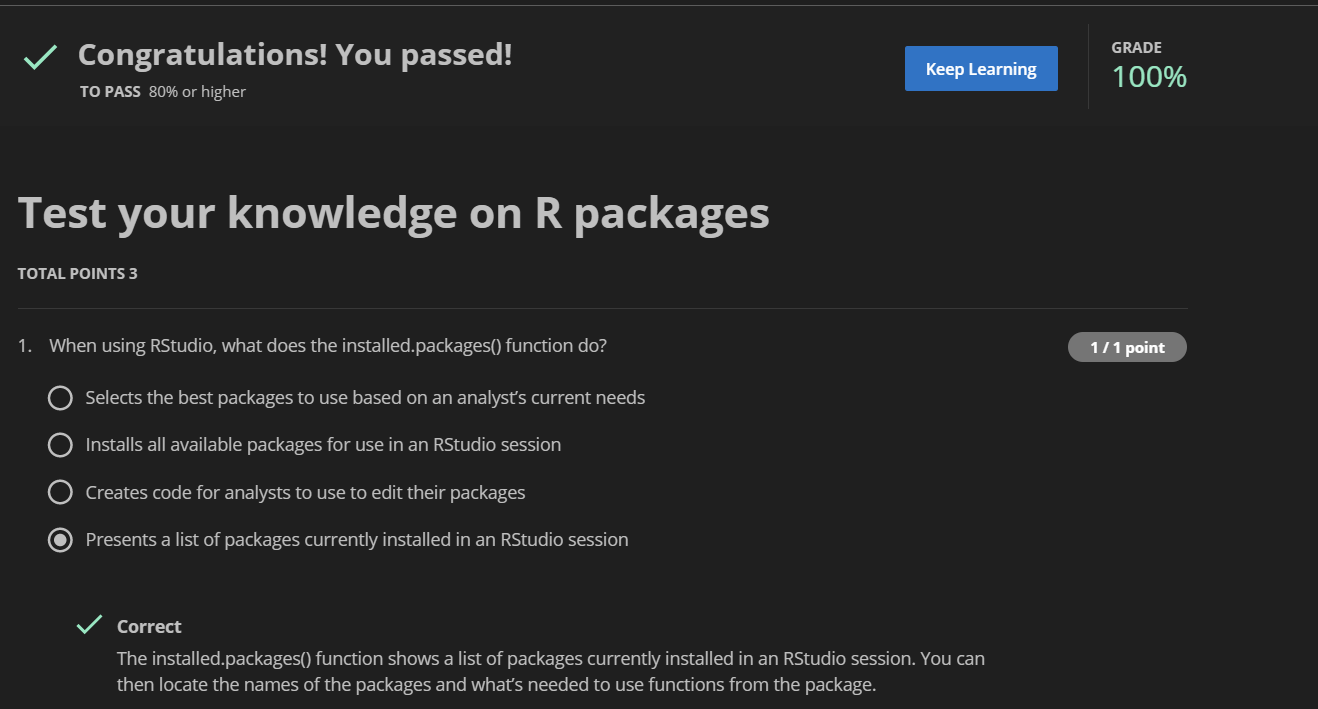 Congratulations! You passed!
TO PASS 80% or higher
Keep Learning
GRADE
100%
Test your knowledge on R packages
TOTAL POINTS 3
1. When using RStudio, what does the installed.packages() function do?
1 / 1 point
Selects the best packages to use based on an analyst’s current needs
Installs all available packages for use in an RStudio session
Creates code for analysts to use to edit their packages
Presents a list of packages currently installed in an RStudio session
Correct
The installed.packages() function shows a list of packages currently installed in an RStudio session. You can
then locate the names of the packages and what’s needed to use functions from the package.